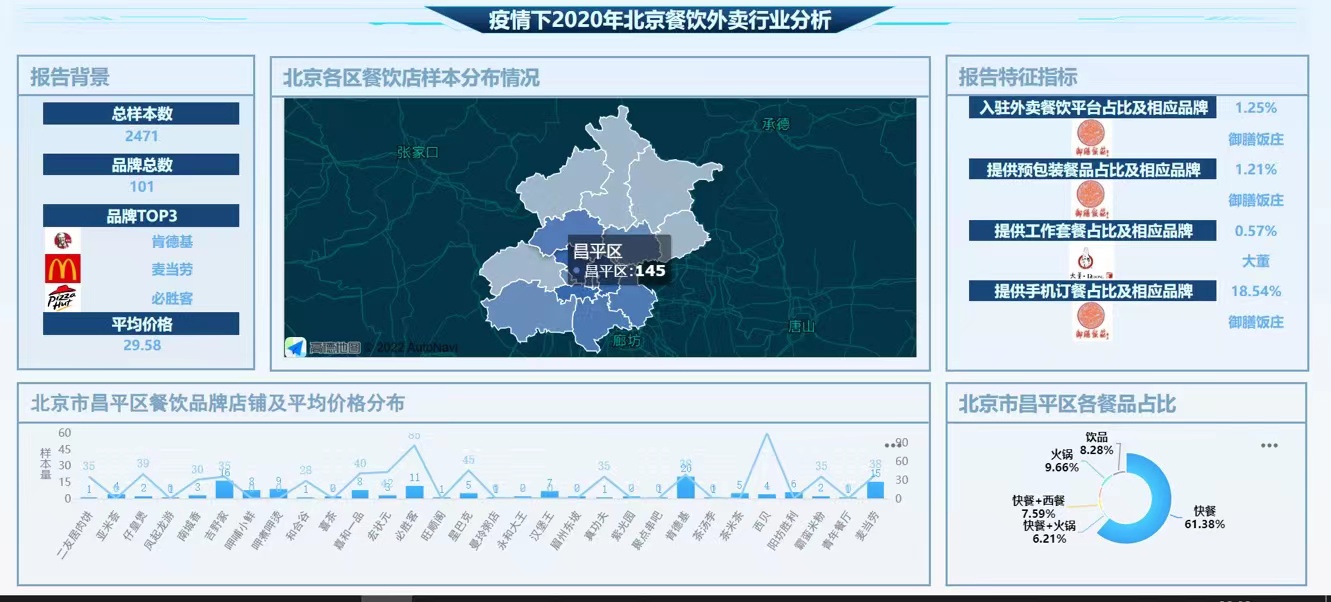 疫情下2020年北京餐饮外卖行业分析
报告背景
总样本数
2471
品牌总数
101
品牌TOP3
肯德基
麦当劳
Pizza Hut
必胜客
平均价格
29.58
北京各区餐饮店样本分布情况
承德
张家口
昌平区
昌平区:145
唐山
廊坊
高德地图 © 2022 AutoNavi
报告特征指标
入驻外卖餐饮平台占比及相应品牌 1.25%
御膳饭庄
提供预包装餐品占比及相应品牌 1.21%
御膳饭庄
提供工作套餐占比及相应品牌 0.57%
大董
提供手机订餐占比及相应品牌 18.54%
御膳饭庄
北京市昌平区餐饮品牌店铺及平均价格分布
样本量
60
45
30
15
0
90
60
30
0
35 39 30 35 28 40 85 45 35 20 35 38
1 4 2 1 3 16 8 9 1 2 8 3 11 1 5 1 2 7 2 1 2 1 20 1 5 4 6 2 1 15
二友居肉饼
亚米荟
仔皇煲
凤起龙游
南城香
吉野家
呷哺小鲜
呷煮呷烫
和合谷
喜茶
嘉和一品
宏状元
必胜客
旺顺阁
星巴克
曼玲粥店
永和大王
汉堡王
眉州东坡
真功夫
紫光园
聚点串吧
肯德基
茶汤李
茶米茶
西贝
阳坊胜利
霸蛮米粉
青年餐厅
麦当劳
北京市昌平区各餐品占比
饮品
8.28%
火锅
9.66%
快餐+西餐
7.59%
快餐+火锅
6.21%
快餐
61.38%